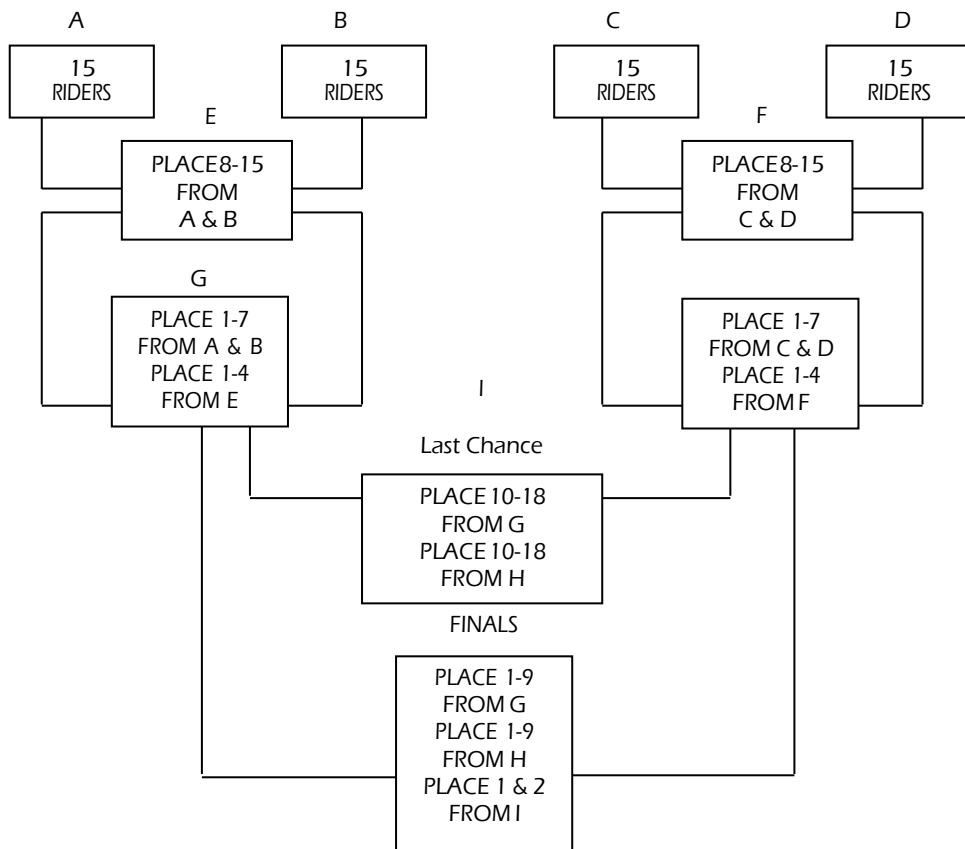 A
B
C
D
15
RIDERS
15
RIDERS
15
RIDERS
15
RIDERS
E
F
PLACE 8-15
FROM
A & B
PLACE 8-15
FROM
C & D
G
PLACE 1-7
FROM A & B
PLACE 1-4
FROM E
PLACE 1-7
FROM C & D
PLACE 1-4
FROM F
I
Last Chance
PLACE 10-18
FROM G
PLACE 10-18
FROM H
FINALS
PLACE 1-9
FROM G
PLACE 1-9
FROM H
PLACE 1 & 2
FROM I